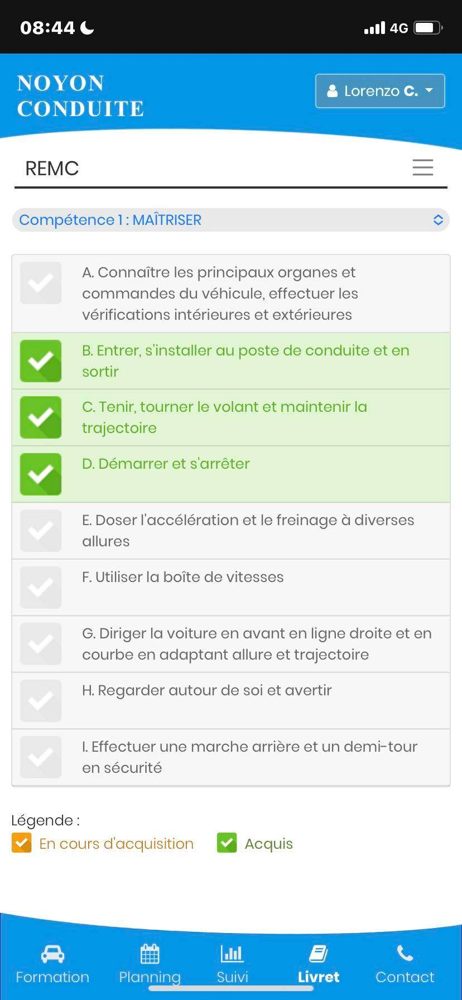 08:44
4G
NOYON
CONDUITE
Lorenzo C.
REMC
Compétence 1 : MAÎTRISER
A. Connaître les principaux organes et
commandes du véhicule, effectuer les
vérifications intérieures et extérieures
B. Entrer, s'installer au poste de conduite et en
sortir
C. Tenir, tourner le volant et maintenir la
trajectoire
D. Démarrer et s'arrêter
E. Doser l'accélération et le freinage à diverses
allures
F. Utiliser la boîte de vitesses
G. Diriger la voiture en avant en ligne droite et en
courbe en adaptant allure et trajectoire
H. Regarder autour de soi et avertir
I. Effectuer une marche arrière et un demi-tour
en sécurité
Légende :
En cours d'acquisition
Acquis
Formation
Planning
Suivi
Livret
Contact